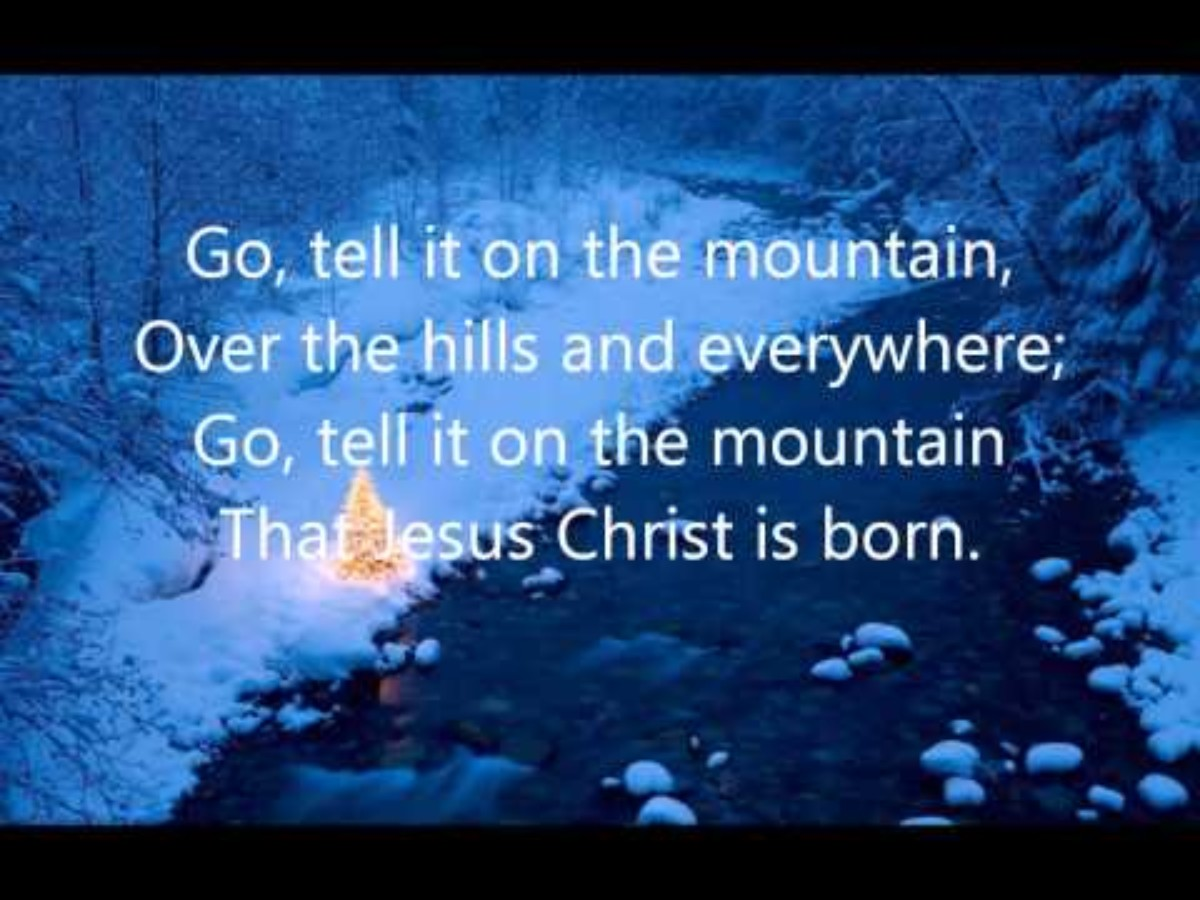 Go, tell it on the mountain,
Over the hills and everywhere;
Go, tell it on the mountain
That Jesus Christ is born.